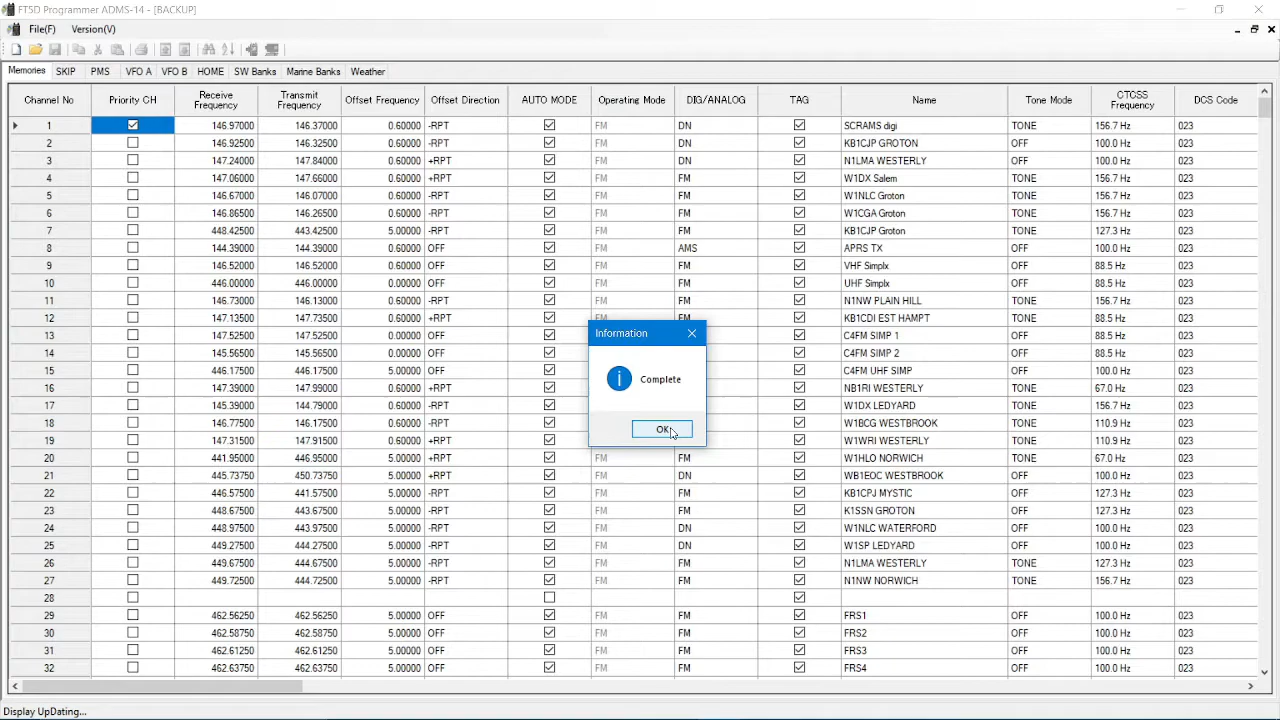 FT5D Programmer ADMS-14 - [BACKUP]
File(F) Version(V)
Memories SKIP PMS VFO A VFO B HOME SW Banks Marine Banks Weather
Channel No Priority CH Receive Frequency Transmit Frequency Offset Frequency Offset Direction AUTO MODE Operating Mode DIG/ANALOG TAG Name Tone Mode CTCSS Frequency DCS Code
1 146.97000 146.37000 0.60000 -RPT FM DN SCRAMS digi TONE 156.7 Hz 023
2 146.92500 146.32500 0.60000 -RPT FM DN KB1CJP GROTON OFF 100.0 Hz 023
3 147.24000 147.84000 0.60000 +RPT FM DN N1LMA WESTERLY OFF 100.0 Hz 023
4 147.06000 147.66000 0.60000 +RPT FM FM W1DX Salem TONE 156.7 Hz 023
5 146.67000 146.07000 0.60000 -RPT FM FM W1NLC Groton TONE 156.7 Hz 023
6 146.86500 146.26500 0.60000 -RPT FM FM W1CGA Groton TONE 156.7 Hz 023
7 448.42500 443.42500 5.00000 -RPT FM FM KB1CJP Groton TONE 127.3 Hz 023
8 144.39000 144.39000 0.60000 OFF FM AMS APRS TX OFF 100.0 Hz 023
9 146.52000 146.52000 0.60000 OFF FM FM VHF Simplx OFF 88.5 Hz 023
10 446.00000 446.00000 0.00000 OFF FM FM UHF Simplx OFF 88.5 Hz 023
11 146.73000 146.13000 0.60000 -RPT FM FM N1NW PLAIN HILL TONE 156.7 Hz 023
12 147.13500 147.73500 0.60000 +RPT FM FM KB1CDI EST HAMPT TONE 88.5 Hz 023
13 147.52500 147.52500 0.00000 OFF C4FM SIMP 1 OFF 88.5 Hz 023
14 145.56500 145.56500 0.00000 OFF C4FM SIMP 2 OFF 88.5 Hz 023
15 446.17500 446.17500 5.00000 OFF C4FM UHF SIMP OFF 100.0 Hz 023
16 147.39000 147.99000 0.60000 +RPT NB1RI WESTERLY TONE 67.0 Hz 023
17 145.39000 144.79000 0.60000 -RPT W1DX LEDYARD TONE 156.7 Hz 023
18 146.77500 146.17500 0.60000 -RPT W1BCG WESTBROOK TONE 110.9 Hz 023
19 147.31500 147.91500 0.60000 +RPT W1WRI WESTERLY TONE 110.9 Hz 023
20 441.95000 446.95000 5.00000 +RPT FM FM W1HLO NORWICH TONE 67.0 Hz 023
21 445.73750 450.73750 5.00000 +RPT FM DN WB1EOC WESTBROOK OFF 100.0 Hz 023
22 446.57500 441.57500 5.00000 -RPT FM FM KB1CPJ MYSTIC OFF 127.3 Hz 023
23 448.67500 443.67500 5.00000 -RPT FM FM K1SSN GROTON TONE 127.3 Hz 023
24 448.97500 443.97500 5.00000 -RPT FM DN W1NLC WATERFORD OFF 100.0 Hz 023
25 449.27500 444.27500 5.00000 -RPT FM DN W1SP LEDYARD OFF 100.0 Hz 023
26 449.67500 444.67500 5.00000 -RPT FM FM N1LMA WESTERLY TONE 127.3 Hz 023
27 449.72500 444.72500 5.00000 -RPT FM FM N1NW NORWICH TONE 156.7 Hz 023
28
29 462.56250 462.56250 5.00000 OFF FM FM FRS1 OFF 100.0 Hz 023
30 462.58750 462.58750 5.00000 OFF FM FM FRS2 OFF 100.0 Hz 023
31 462.61250 462.61250 5.00000 OFF FM FM FRS3 OFF 100.0 Hz 023
32 462.63750 462.63750 5.00000 OFF FM FM FRS4 OFF 100.0 Hz 023
Information
Complete
OK
Display UpDating...